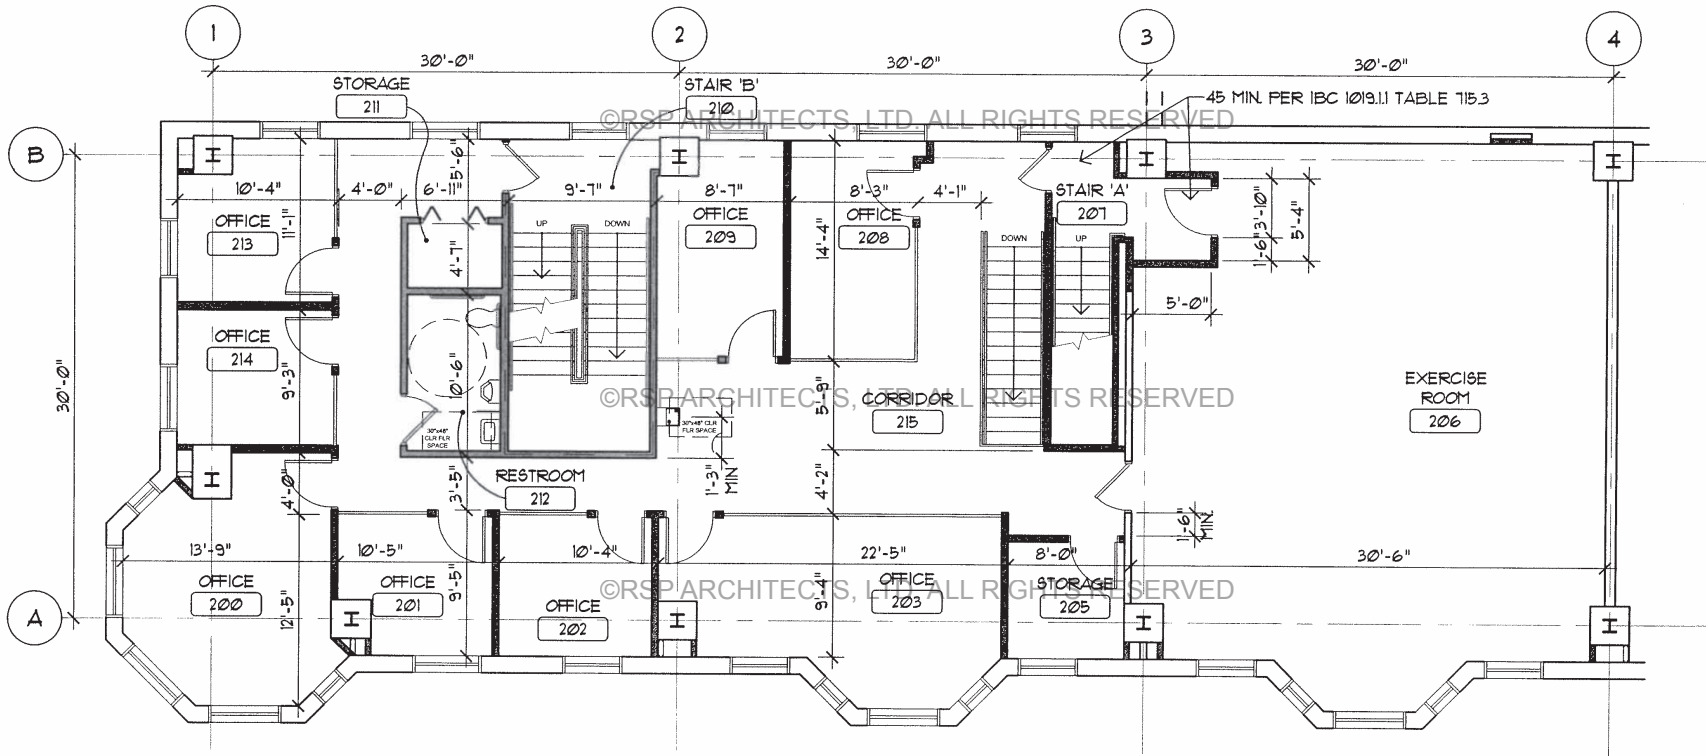 1
2
3
4
30'-0"
30'-0"
30'-0"
STORAGE
211
STAIR 'B'
210
45 MIN. PER IBC 1019.1.1 TABLE 715.3
©RSP ARCHITECTS, LTD. ALL RIGHTS RESERVED
B
5'-6"
10'-4"
4'-0"
6'-11"
9'-7"
8'-7"
8'-3"
4'-1"
STAIR 'A'
207
3'-10"
5'-4"
1'-6"
OFFICE
213
11'-1"
OFFICE
209
OFFICE
208
14'-4"
UP
DOWN
DOWN
UP
4'-7"
5'-0"
OFFICE
214
9'-3"
30'-0"
10'-6"
EXERCISE
ROOM
206
©RSP ARCHITECTS, LTD. ALL RIGHTS RESERVED
5'-9"
CORRIDOR
215
30"x48"
CLR FLR
SPACE
30"x48" CLR
FLR SPACE
RESTROOM
212
1'-3"
MIN
4'-0"
3'-5"
4'-2"
1'-6"
MIN.
13'-9"
10'-5"
10'-4"
22'-5"
8'-0"
30'-6"
OFFICE
200
OFFICE
201
OFFICE
202
OFFICE
203
STORAGE
205
©RSP ARCHITECTS, LTD. ALL RIGHTS RESERVED
12'-5"
9'-5"
9'-4"
A